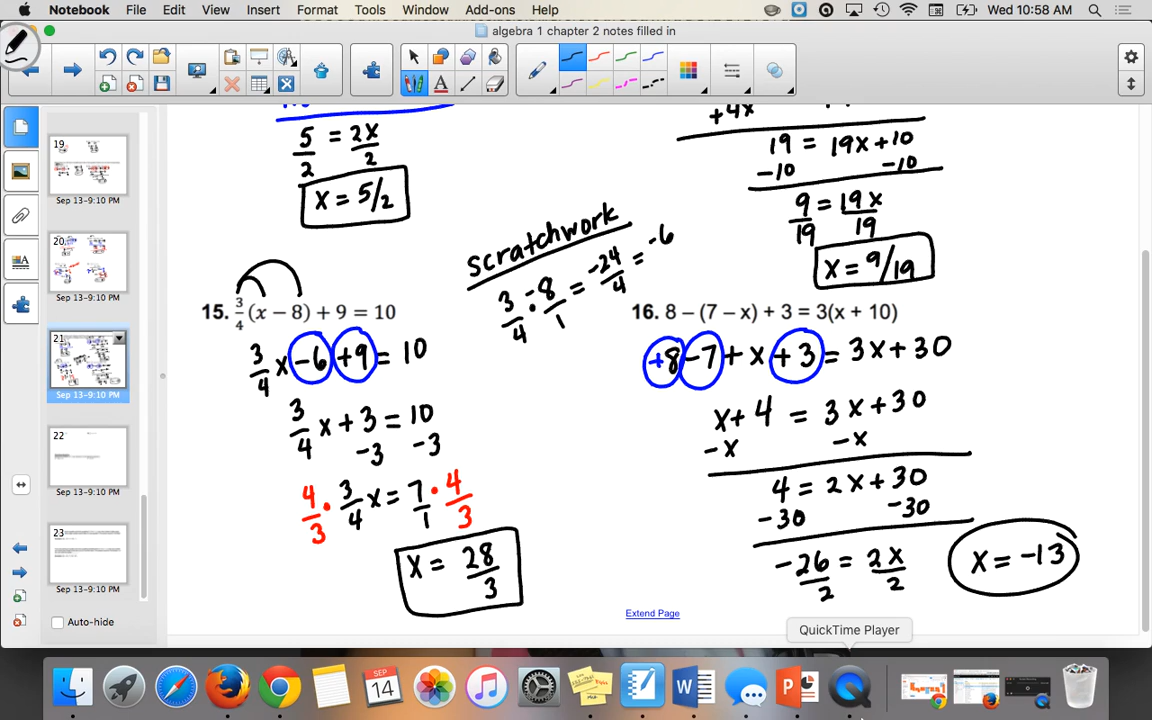 Notebook File Edit View Insert Format Tools Window Add-ons Help Wed 10:58 AM
algebra 1 chapter 2 notes filled in
19
Sep 13-9:10 PM
20
Sep 13-9:10 PM
21
Sep 13-9:10 PM
22
Sep 13-9:10 PM
23
Sep 13-9:10 PM
Auto-hide
5/2 = 2x/2
x = 5/2
+4x
19 = 19x+10
-10 -10
9/19 = 19x/19
x = 9/19
scratchwork
3/4 · -8/1 = -24/4 = -6
15. 3/4(x − 8) + 9 = 10
3/4 x -6 +9 = 10
3/4 x + 3 = 10
-3 -3
4/3 · 3/4 x = 7/1 · 4/3
x = 28/3
16. 8 − (7 − x) + 3 = 3(x + 10)
+8 -7 + x +3 = 3x + 30
x + 4 = 3x + 30
-x -x
4 = 2x + 30
-30 -30
-26/2 = 2x/2
x = -13
Extend Page
QuickTime Player
SEP
14
W
P